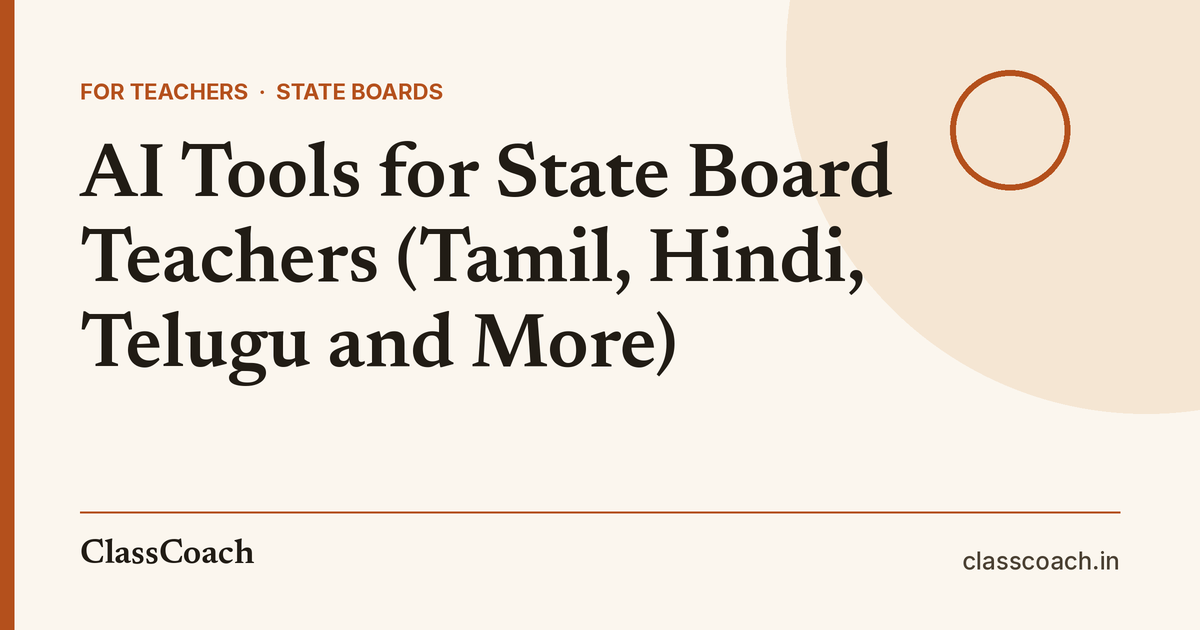 FOR TEACHERS · STATE BOARDS
AI Tools for State Board
Teachers (Tamil, Hindi,
Telugu and More)
ClassCoach
classcoach.in